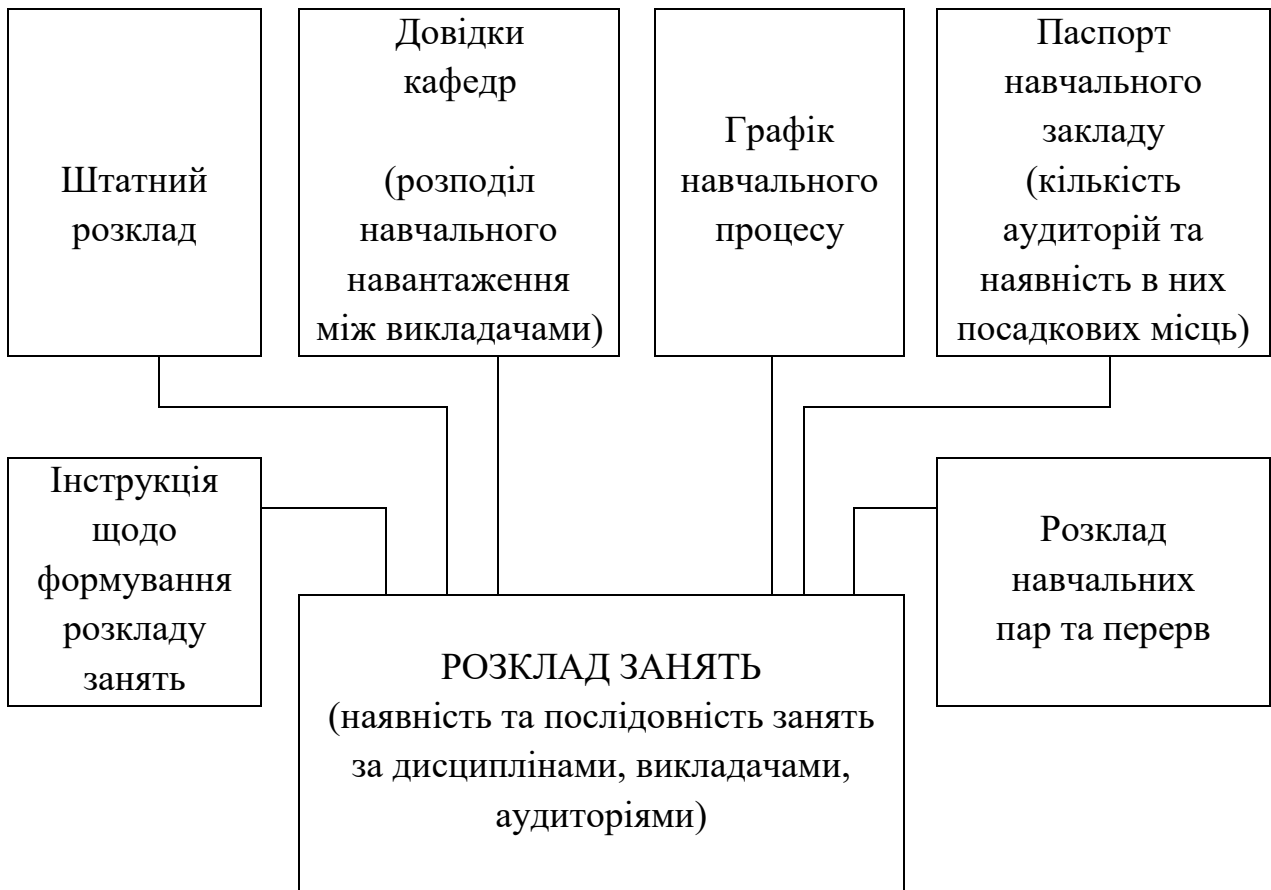 Штатний
розклад
Довідки
кафедр
(розподіл
навчального
навантаження
між викладачами)
Графік
навчального
процесу
Паспорт
навчального
закладу
(кількість
аудиторій та
наявність в них
посадкових місць)
Інструкція
щодо
формування
розкладу
занять
РОЗКЛАД ЗАНЯТЬ
(наявність та послідовність занять
за дисциплінами, викладачами,
аудиторіями)
Розклад
навчальних
пар та перерв